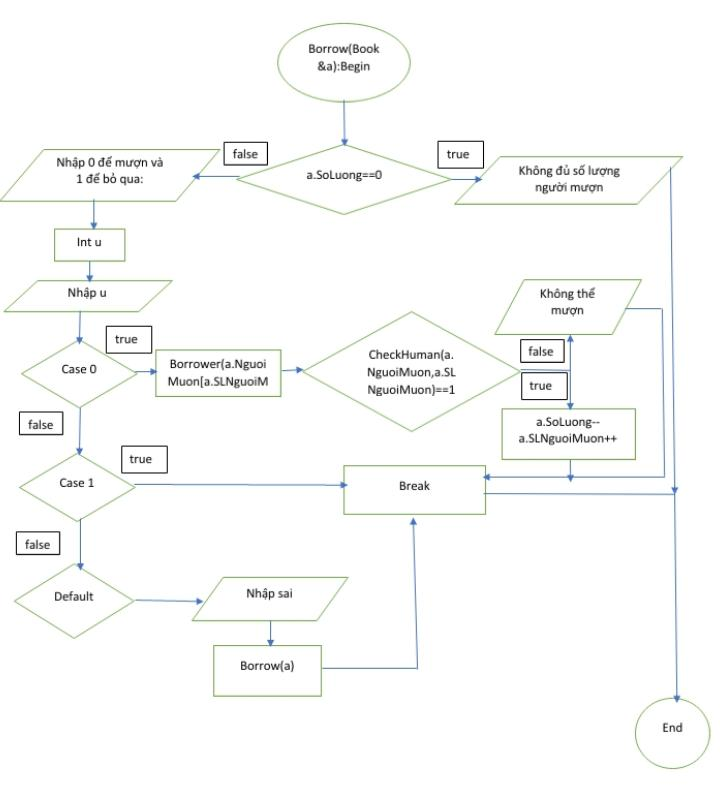 Borrow(Book
&a):Begin
false
true
Nhập 0 để mượn và
1 để bỏ qua:
a.SoLuong==0
Không đủ số lượng
người mượn
Int u
Nhập u
true
Case 0
Borrower(a.Nguoi
Muon[a.SLNguoiM
CheckHuman(a.
NguoiMuon,a.SL
NguoiMuon)==1
Không thể
mượn
false
true
a.SoLuong--
a.SLNguoiMuon++
false
Case 1
true
Break
false
Default
Nhập sai
Borrow(a)
End